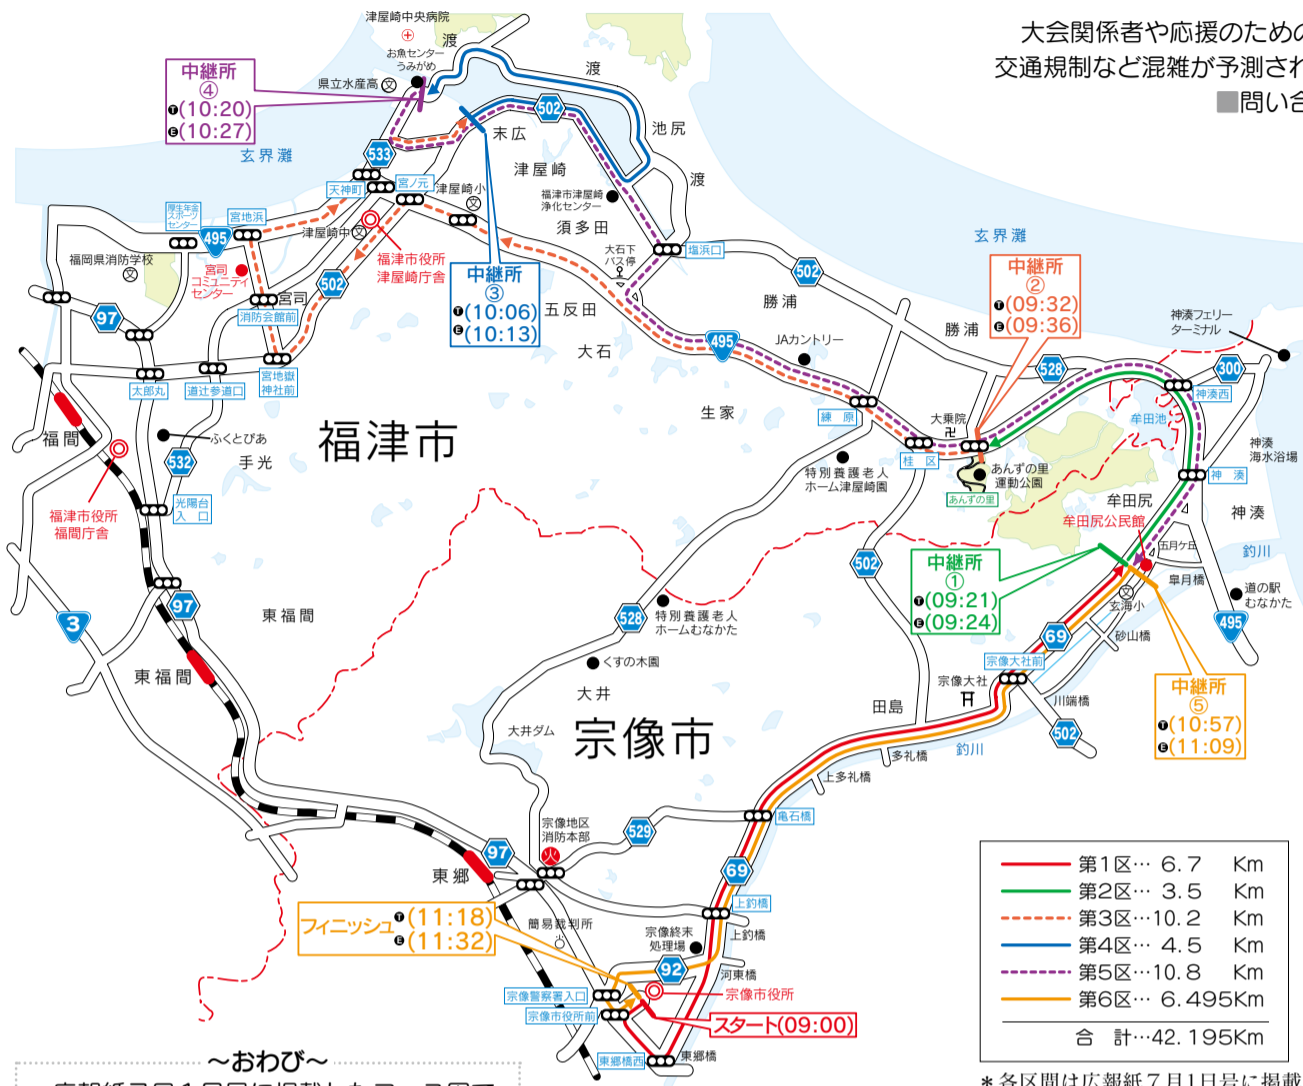 大会関係者や応援のための
交通規制など混雑が予測され
■問い合
津屋崎中央病院
渡
お魚センター
うみがめ
県立水産高
中継所
④
T(10:20)
E(10:27)
玄界灘
渡
502
池尻
末広
533
津屋崎
渡
天神町
宮ノ元
津屋崎小
福津市津屋崎
浄化センター
須多田
厚生年金
スポーツ
センター
宮地浜
495
津屋崎中
大石下
バス停
塩浜口
福岡県消防学校
宮司
コミュニティ
センター
福津市役所
津屋崎庁舎
宮司
502
消防会館前
中継所
③
T(10:06)
E(10:13)
五反田
大石
502
勝浦
玄界灘
中継所
②
T(09:32)
E(09:36)
勝浦
神湊フェリー
ターミナル
97
495
JAカントリー
528
300
太郎丸
道辻参道口
宮地嶽
神社前
生家
練原
大乗院
桂区
神湊西
牟田池
神湊
海水浴場
福間
ふくとぴあ
手光
532
福津市
特別養護老人
ホーム津屋崎園
あんずの里
運動公園
あんずの里
神湊
牟田尻
牟田尻公民館
神湊
福津市役所
福間庁舎
光陽台
入口
五月ケ丘
釣川
皐月橋
中継所
①
T(09:21)
E(09:24)
502
玄海小
道の駅
むなかた
495
3
97
東福間
東福間
528
特別養護老人
ホームむなかた
69
砂山橋
くすの木園
宗像大社前
宗像大社
大井
田島
川端橋
502
中継所
⑤
T(10:57)
E(11:09)
宗像市
大井ダム
釣川
多礼橋
上多礼橋
宗像地区
消防本部
火
529
亀石橋
97
東郷
69
上釣橋
上釣橋
フィニッシュ T(11:18)
E(11:32)
簡易裁判所
宗像終末
処理場
92
河東橋
宗像警察署入口
宗像市役所
宗像市役所前
スタート(09:00)
東郷橋西
東郷橋
第1区… 6.7 Km
第2区… 3.5 Km
第3区…10.2 Km
第4区… 4.5 Km
第5区…10.8 Km
第6区… 6.495Km
合 計…42.195Km
～おわび～
＊各区間は広報紙７月1日号に掲載